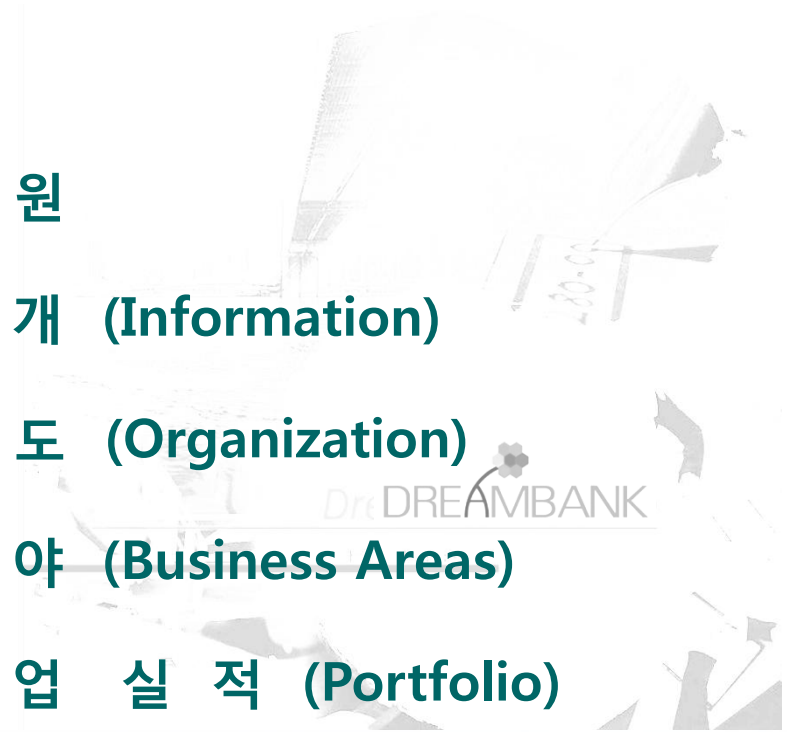 원
개 (Information)
도 (Organization)
DREAMBANK
야 (Business Areas)
업 실 적 (Portfolio)